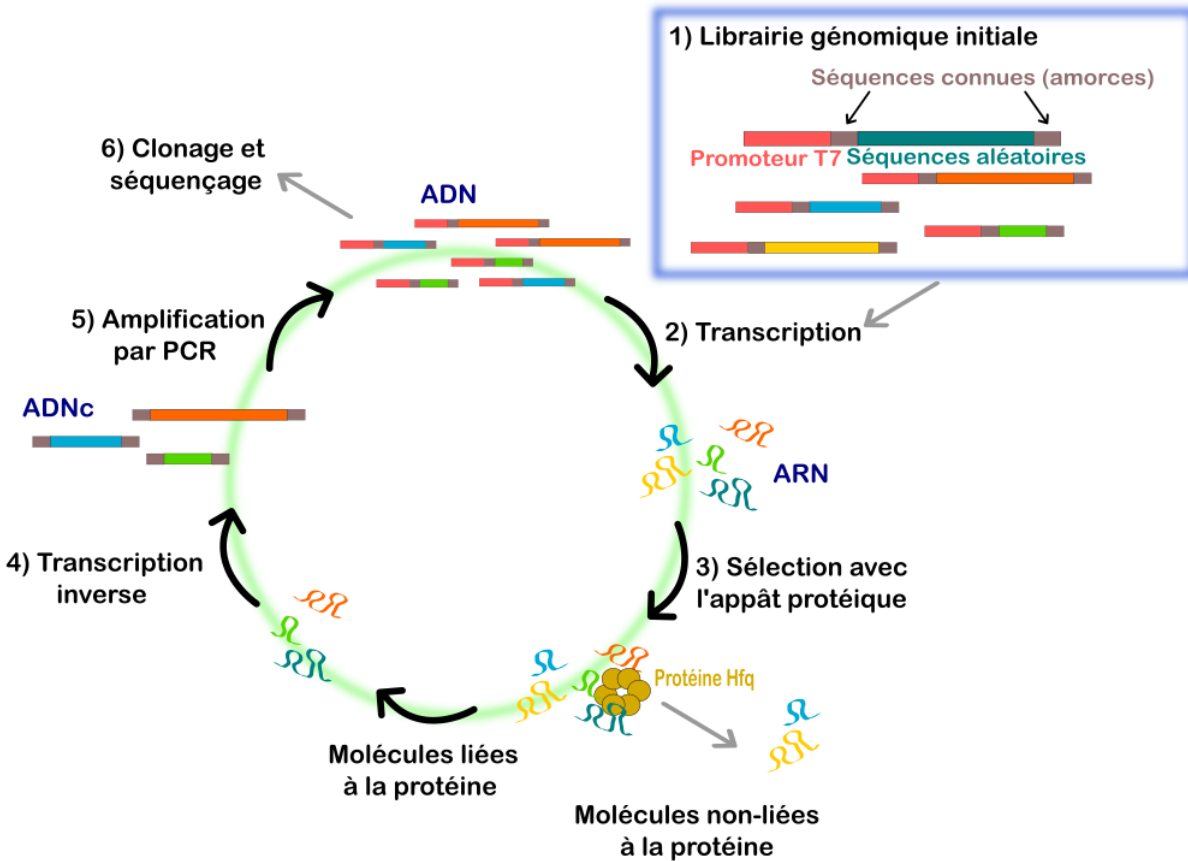 1) Librairie génomique initiale
Séquences connues (amorces)
Promoteur T7
Séquences aléatoires
2) Transcription
ARN
3) Sélection avec
l'appât protéique
Protéine Hfq
Molécules non-liées
à la protéine
Molécules liées
à la protéine
4) Transcription
inverse
ADNc
5) Amplification
par PCR
ADN
6) Clonage et
séquençage